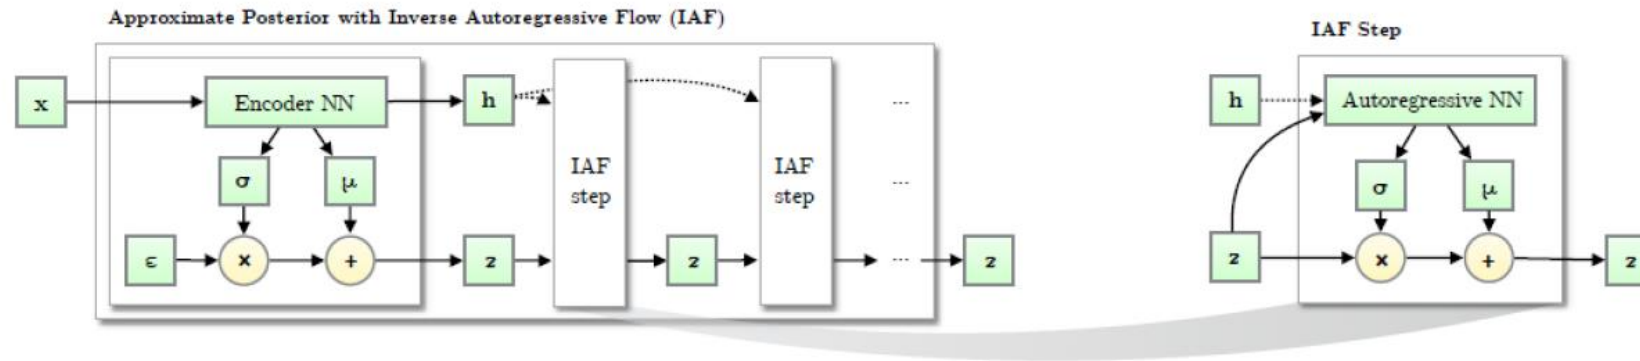 Approximate Posterior with Inverse Autoregressive Flow (IAF)
IAF Step
x
Encoder NN
h
...
h
Autoregressive NN
σ
μ
IAF
step
IAF
step
...
σ
μ
ε
×
+
z
z
...
z
z
×
+
z